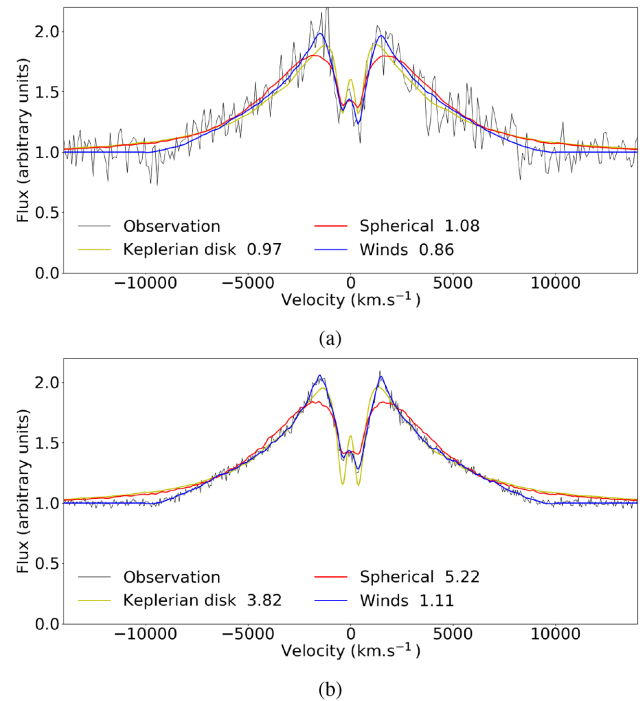 2.0
1.5
1.0
0.5
0.0
Flux (arbitrary units)
Observation
Keplerian disk 0.97
Spherical 1.08
Winds 0.86
−10000 −5000 0 5000 10000
Velocity (km.s⁻¹)
(a)
2.0
1.5
1.0
0.5
0.0
Flux (arbitrary units)
Observation
Keplerian disk 3.82
Spherical 5.22
Winds 1.11
−10000 −5000 0 5000 10000
Velocity (km.s⁻¹)
(b)